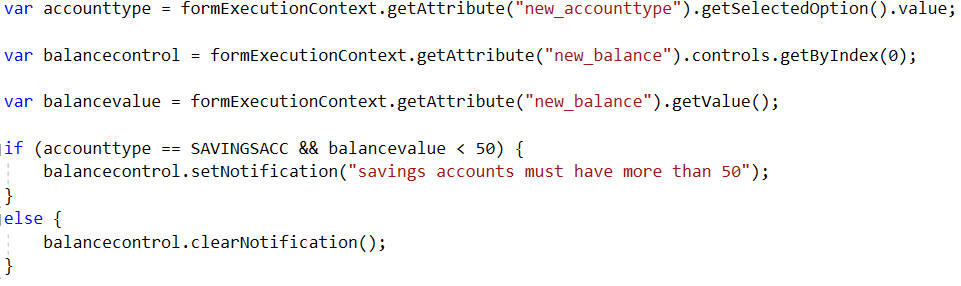 var accounttype = formExecutionContext.getAttribute("new_accounttype").getSelectedOption().value;
var balancecontrol = formExecutionContext.getAttribute("new_balance").controls.getByIndex(0);
var balancevalue = formExecutionContext.getAttribute("new_balance").getValue();
if (accounttype == SAVINGSACC && balancevalue < 50) {
balancecontrol.setNotification("savings accounts must have more than 50");
}
else {
balancecontrol.clearNotification();
}